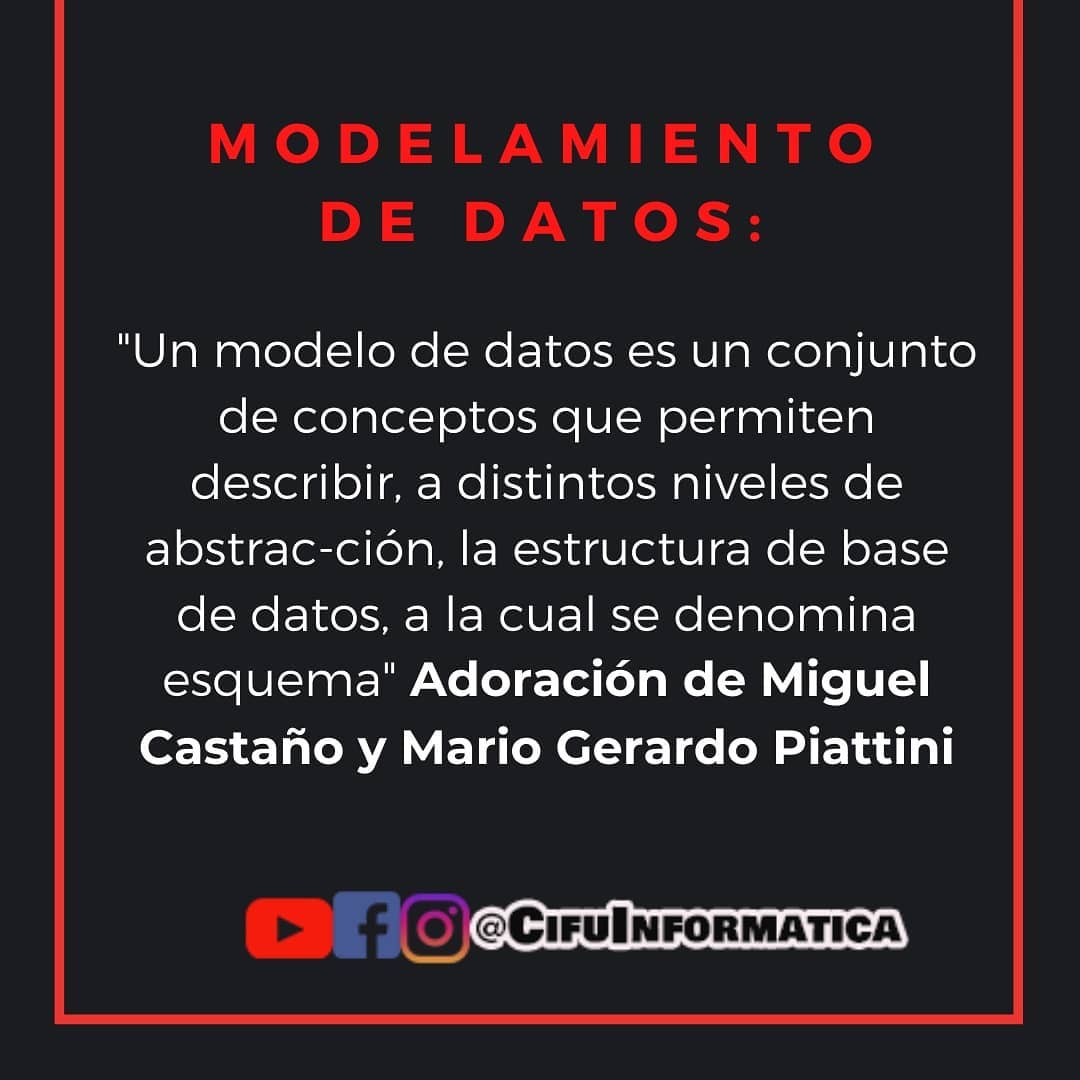 MODELAMIENTO
DE DATOS:
"Un modelo de datos es un conjunto
de conceptos que permiten
describir, a distintos niveles de
abstrac-ción, la estructura de base
de datos, a la cual se denomina
esquema" Adoración de Miguel
Castaño y Mario Gerardo Piattini
@CIFUINFORMATICA